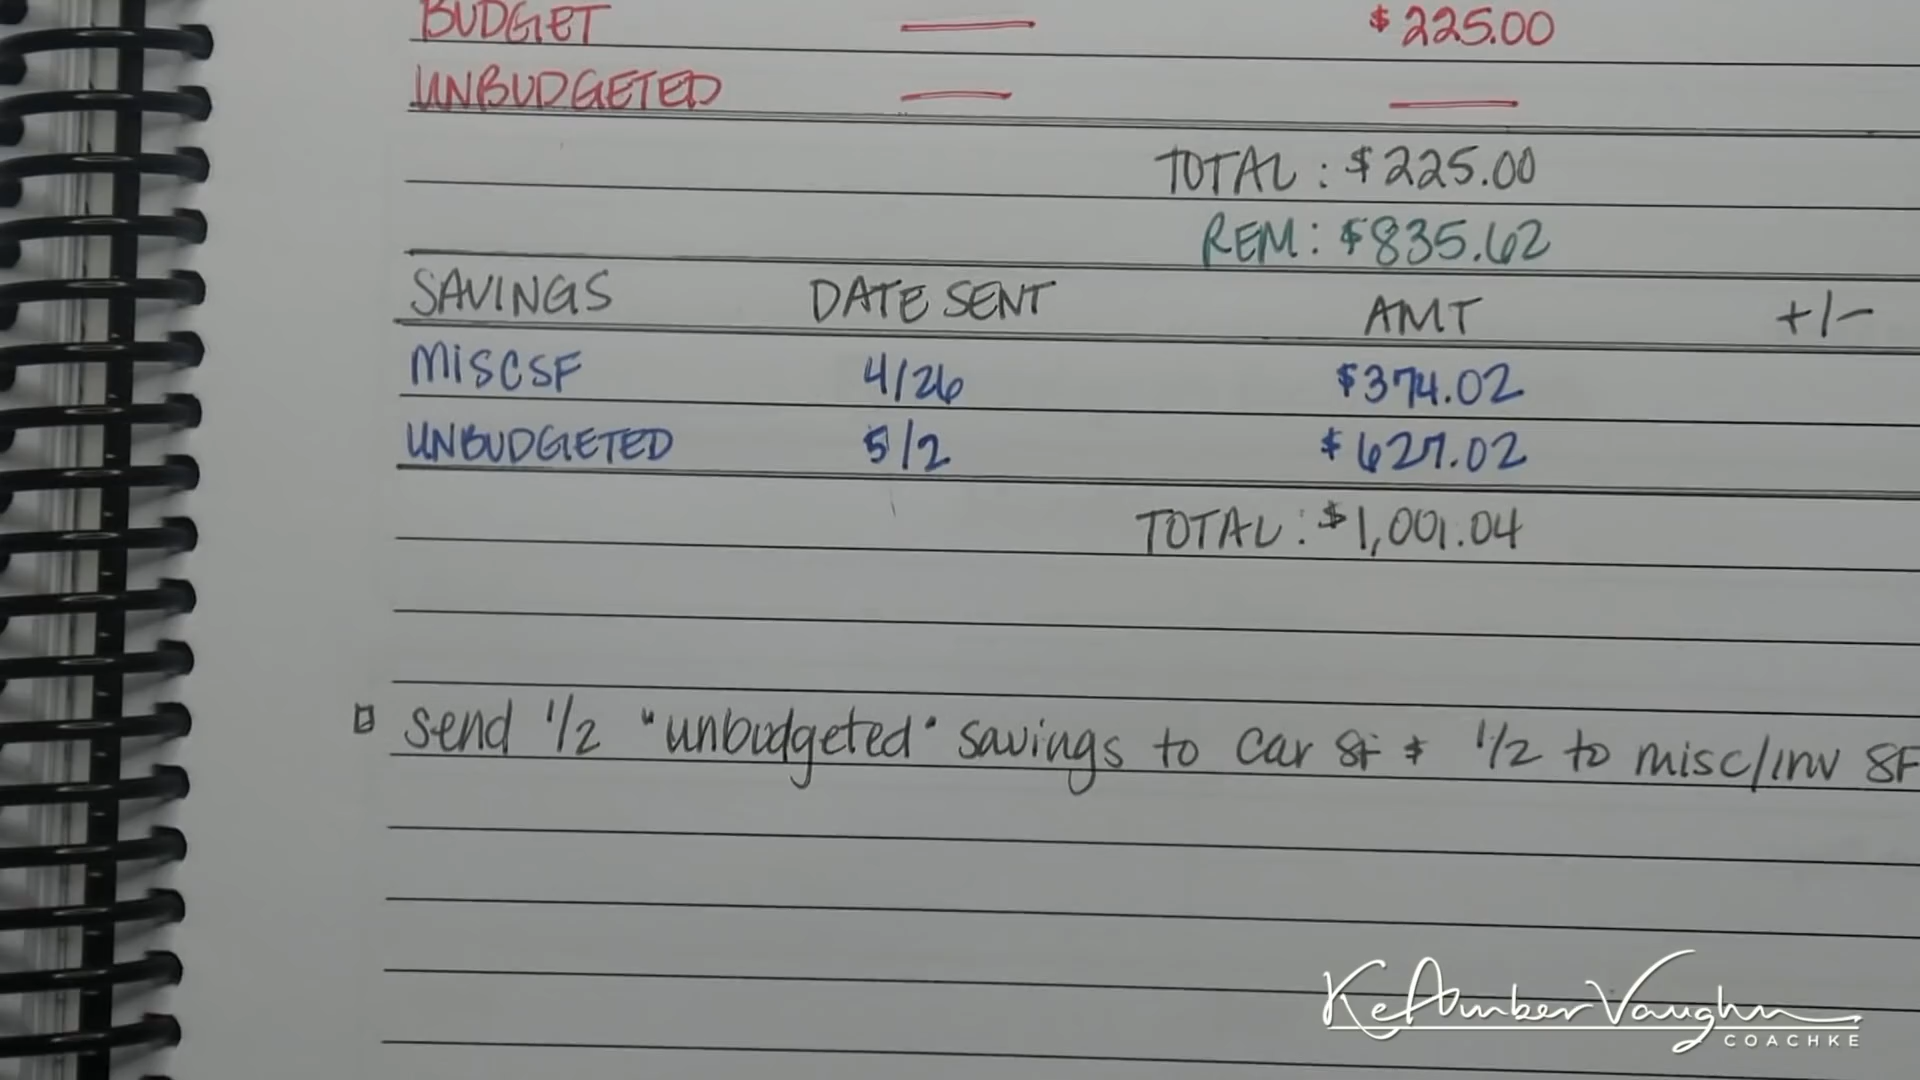 BUDGET $225.00
UNBUDGETED
TOTAL: $225.00
REM: $835.62
SAVINGS DATE SENT AMT +/-
MISC SF 4/26 $374.02
UNBUDGETED 5/2 $627.02
TOTAL: $1,001.04
send 1/2 "unbudgeted" savings to car SF & 1/2 to misc/inv SF
KeAmber Vaughn
COACHKE